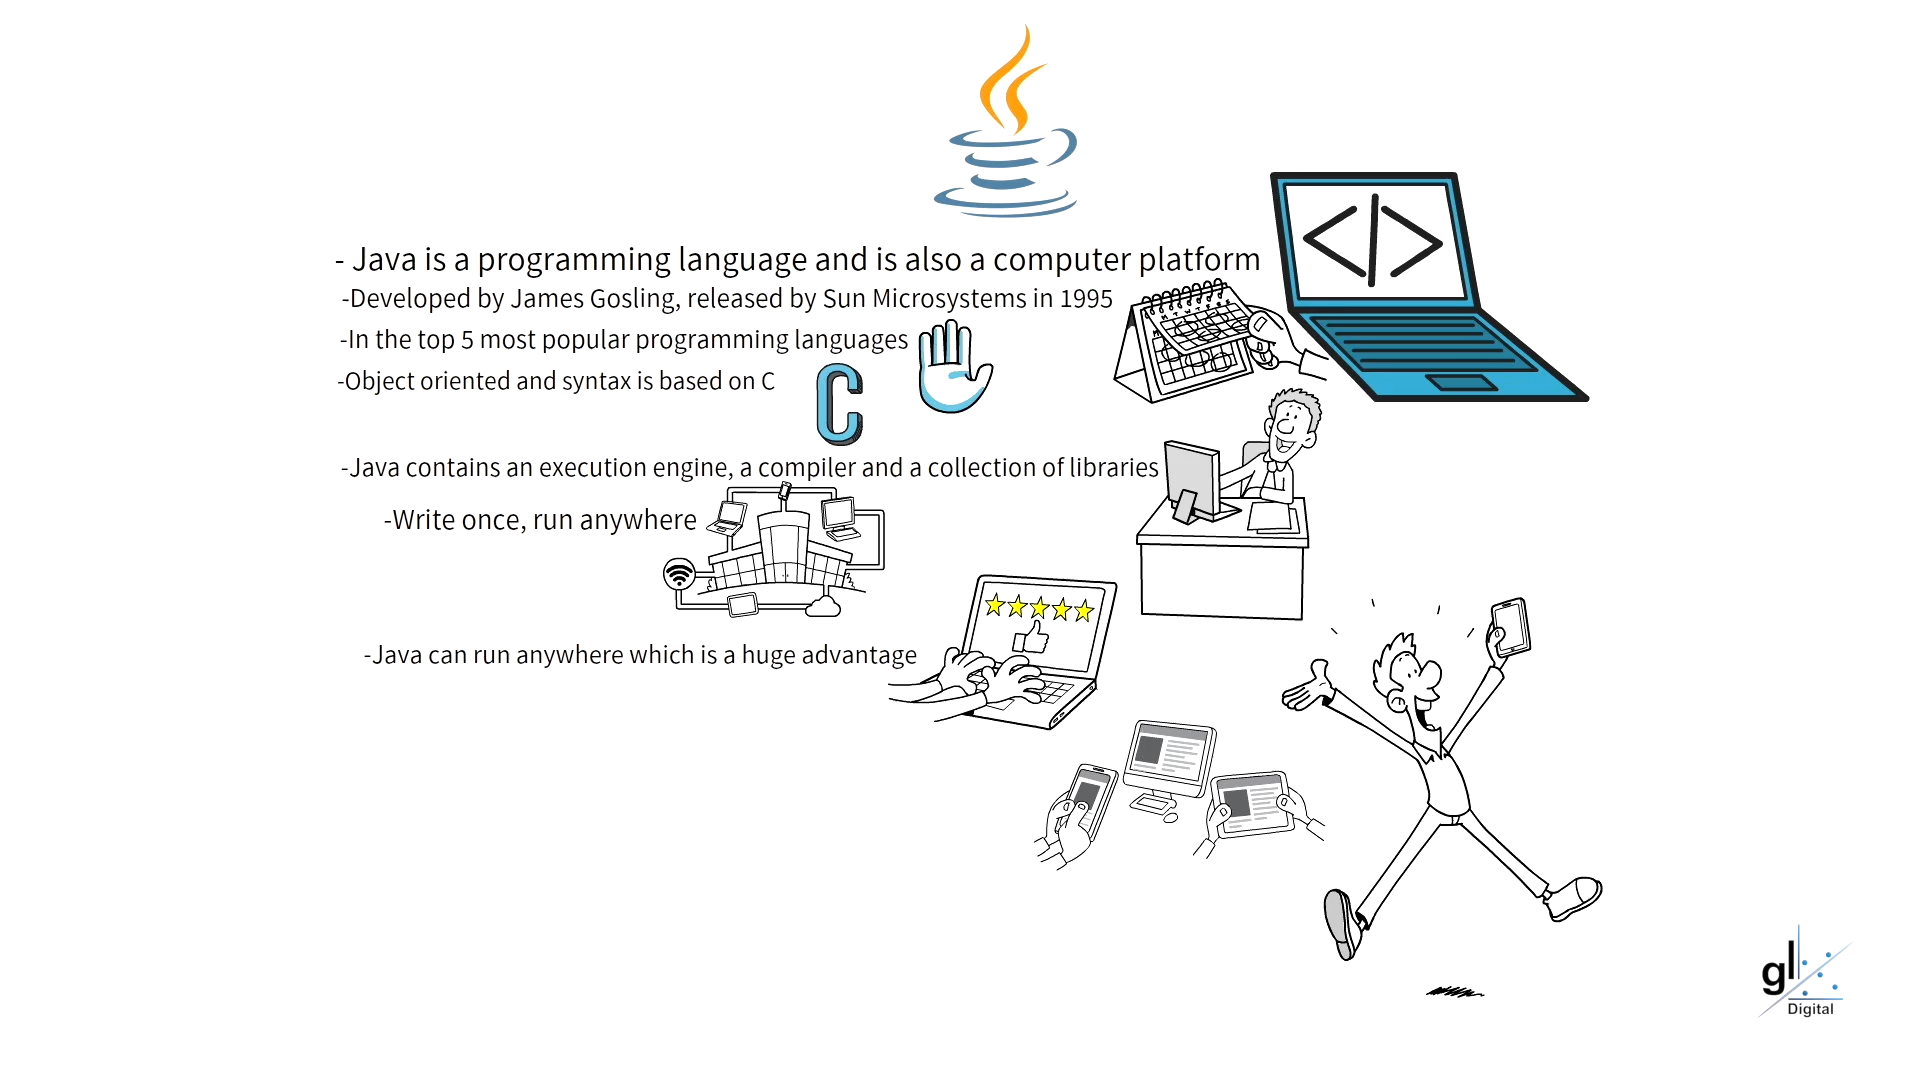 - Java is a programming language and is also a computer platform
-Developed by James Gosling, released by Sun Microsystems in 1995
-In the top 5 most popular programming languages
-Object oriented and syntax is based on C
C
-Java contains an execution engine, a compiler and a collection of libraries
-Write once, run anywhere
-Java can run anywhere which is a huge advantage
gl
Digital